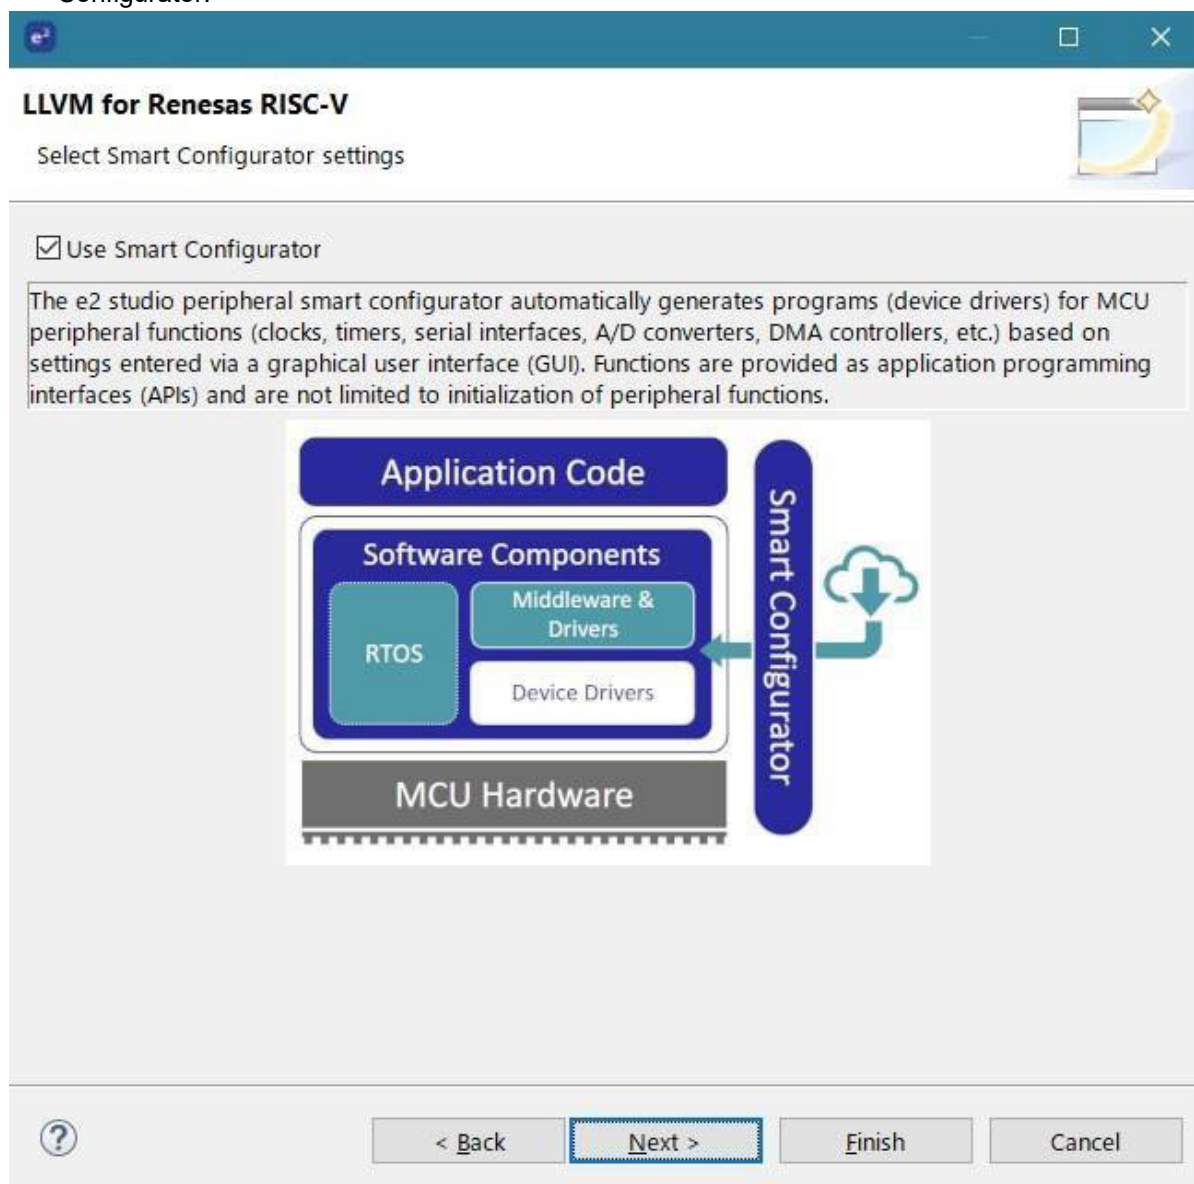 Configurator.
e²
LLVM for Renesas RISC-V
Select Smart Configurator settings
Use Smart Configurator
The e2 studio peripheral smart configurator automatically generates programs (device drivers) for MCU
peripheral functions (clocks, timers, serial interfaces, A/D converters, DMA controllers, etc.) based on
settings entered via a graphical user interface (GUI). Functions are provided as application programming
interfaces (APIs) and are not limited to initialization of peripheral functions.
Application Code
Software Components
Middleware &
Drivers
RTOS
Device Drivers
MCU Hardware
Smart Configurator
?
< Back
Next >
Finish
Cancel